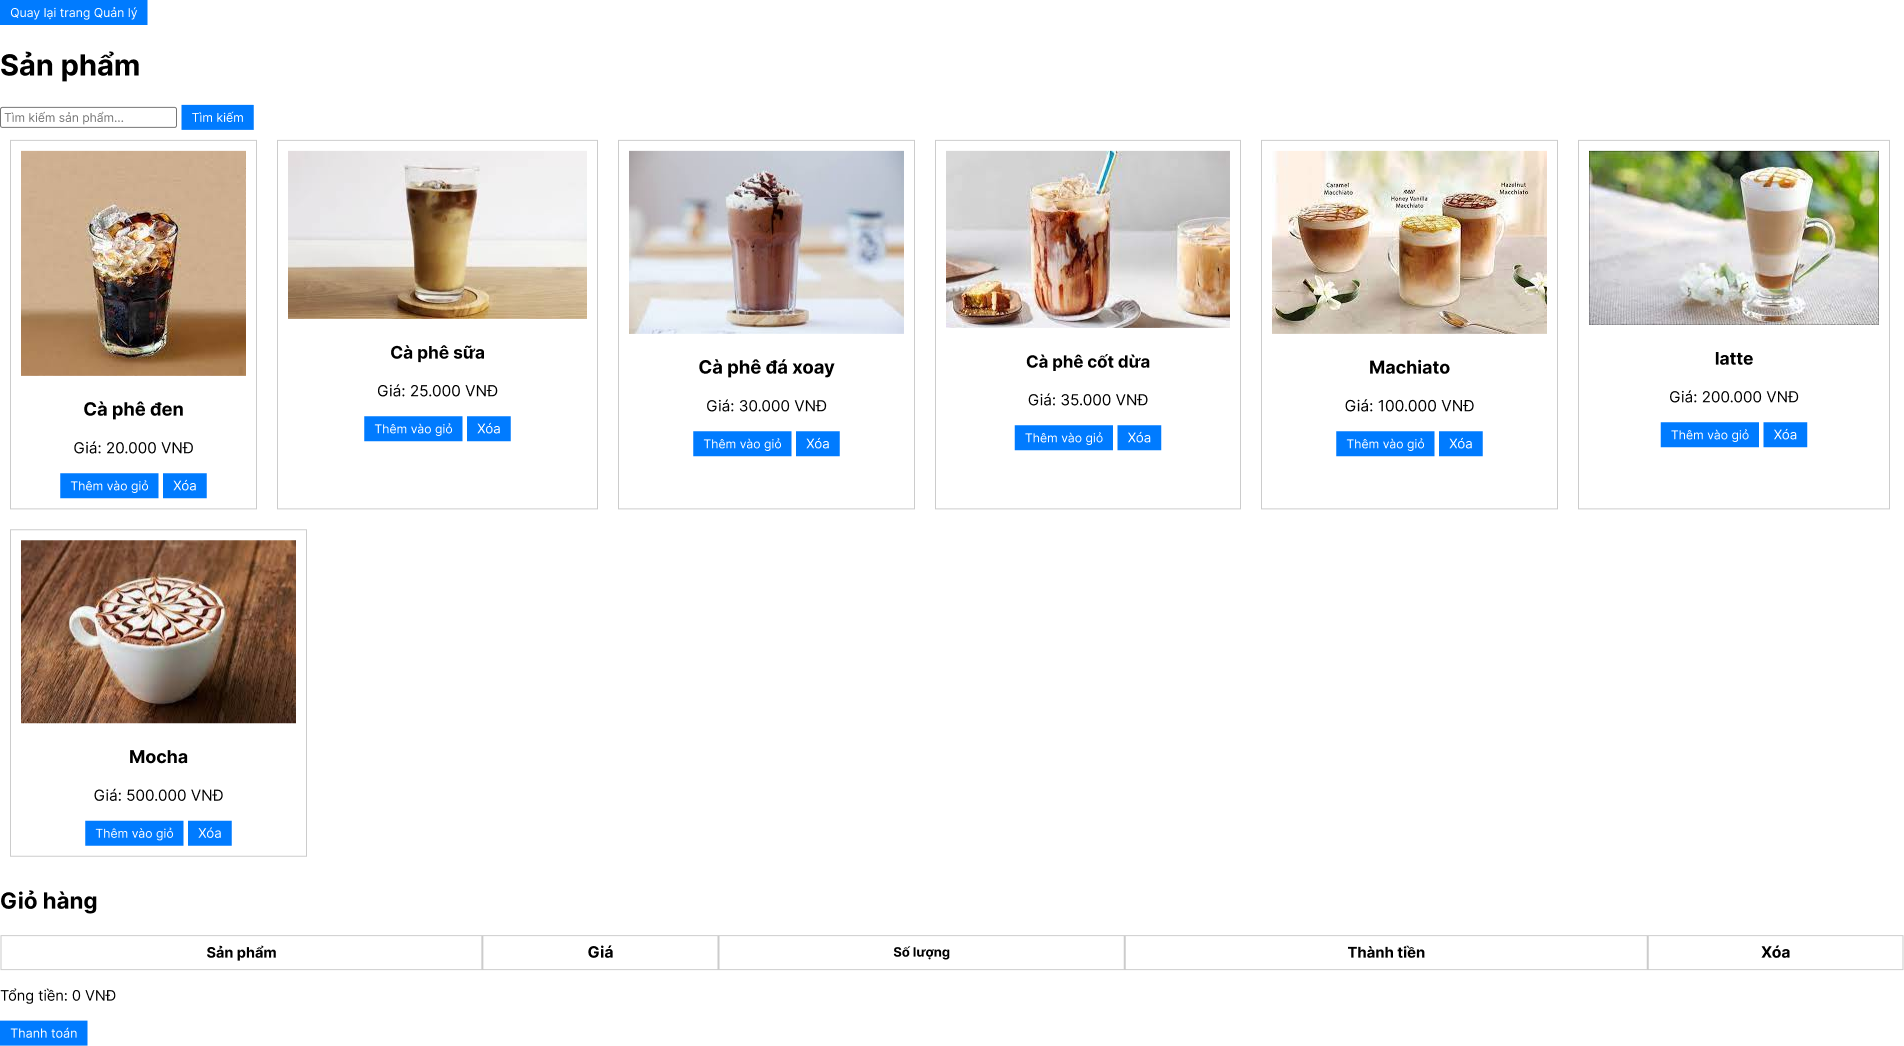 Quay lại trang Quản lý
Sản phẩm
Tìm kiếm sản phẩm... Tìm kiếm
Cà phê đen
Giá: 20.000 VNĐ
Thêm vào giỏ Xóa
Cà phê sữa
Giá: 25.000 VNĐ
Thêm vào giỏ Xóa
Cà phê đá xoay
Giá: 30.000 VNĐ
Thêm vào giỏ Xóa
Cà phê cốt dừa
Giá: 35.000 VNĐ
Thêm vào giỏ Xóa
Caramel
Macchiato
Honey Vanilla
Macchiato
Hazelnut
Macchiato
Machiato
Giá: 100.000 VNĐ
Thêm vào giỏ Xóa
latte
Giá: 200.000 VNĐ
Thêm vào giỏ Xóa
Mocha
Giá: 500.000 VNĐ
Thêm vào giỏ Xóa
Giỏ hàng
Sản phẩm Giá Số lượng Thành tiền Xóa
Tổng tiền: 0 VNĐ
Thanh toán